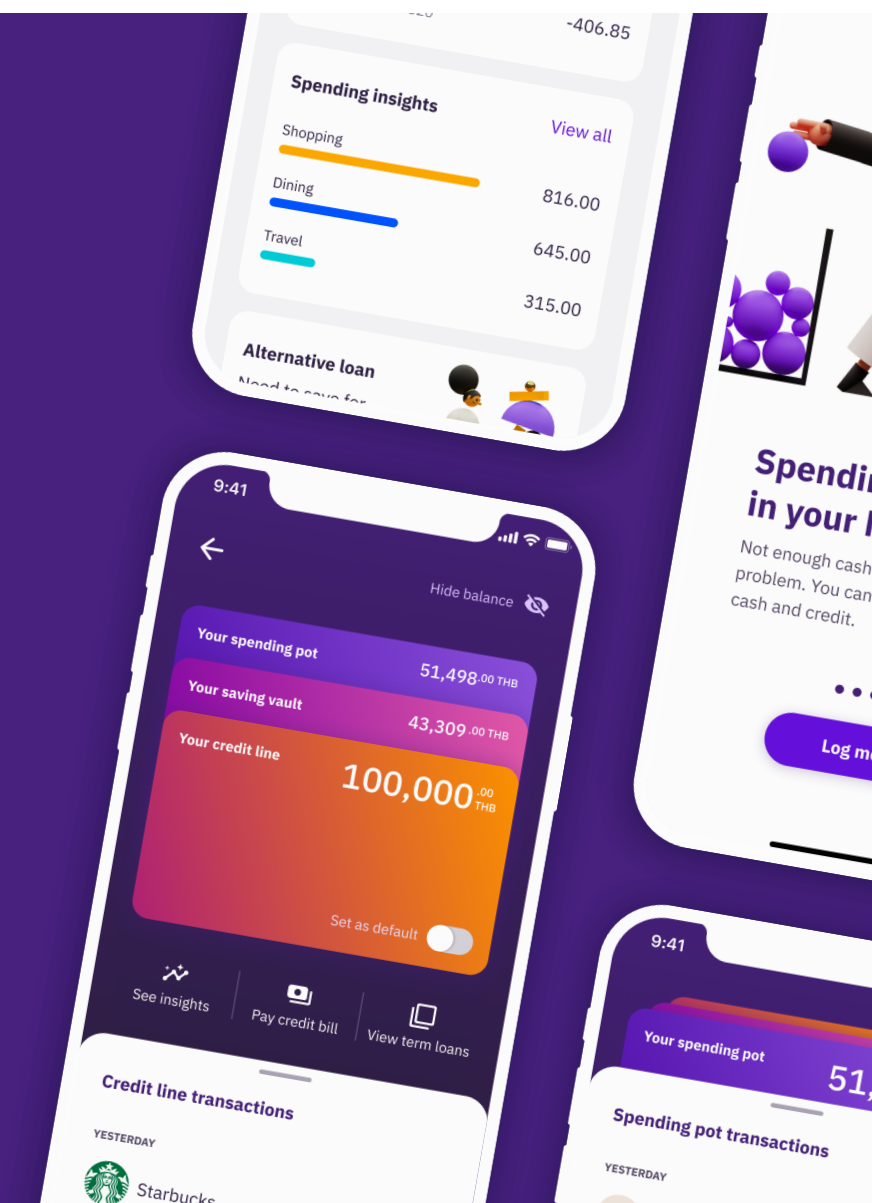 -406.85
Spending insights
View all
Shopping
816.00
Dining
645.00
Travel
315.00
Alternative loan
Need to save for
9:41
Hide balance
Your spending pot
51,498.00 THB
Your saving vault
43,309.00 THB
Your credit line
100,000.00 THB
Set as default
See insights
Pay credit bill
View term loans
Credit line transactions
YESTERDAY
Starbucks
in your
Not enough cash
problem. You can
cash and credit.
Log
9:41
Your spending pot
51,
Spending pot transactions
YESTERDAY